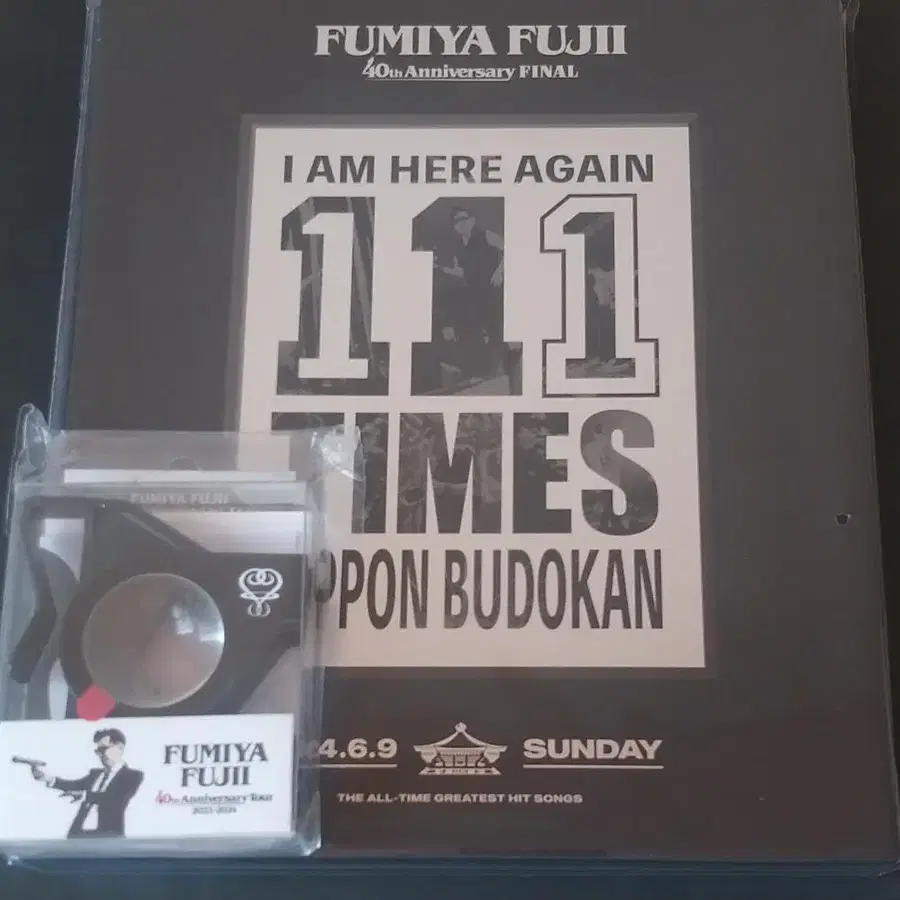 FUMIYA FUJII
40th Anniversary FINAL
I AM HERE AGAIN
111
TIMES
PPON BUDOKAN
4.6.9 SUNDAY
THE ALL-TIME GREATEST HIT SONGS
FUMIYA FUJII
FUMIYA
FUJII
40th Anniversary Tour
2023-2024